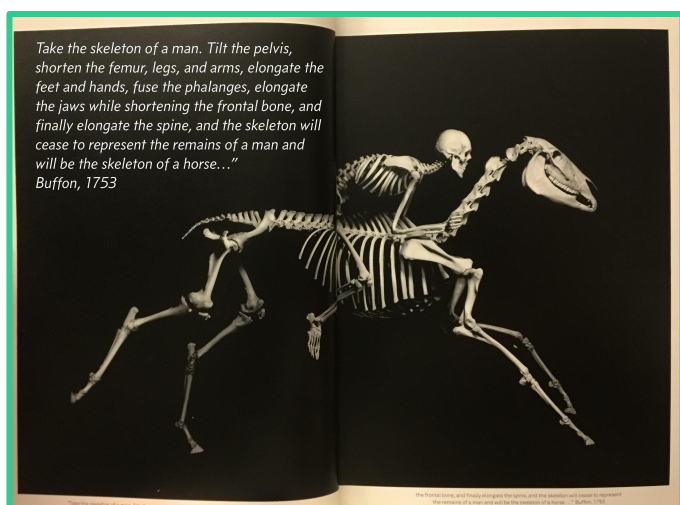 Take the skeleton of a man. Tilt the pelvis,
shorten the femur, legs, and arms, elongate the
feet and hands, fuse the phalanges, elongate
the jaws while shortening the frontal bone, and
finally elongate the spine, and the skeleton will
cease to represent the remains of a man and
will be the skeleton of a horse…”
Buffon, 1753
the frontal bone, and finally elongate the spine, and the skeleton will cease to represent
the remains of a man and will be the skeleton of a horse. . . ." Buffon, 1753